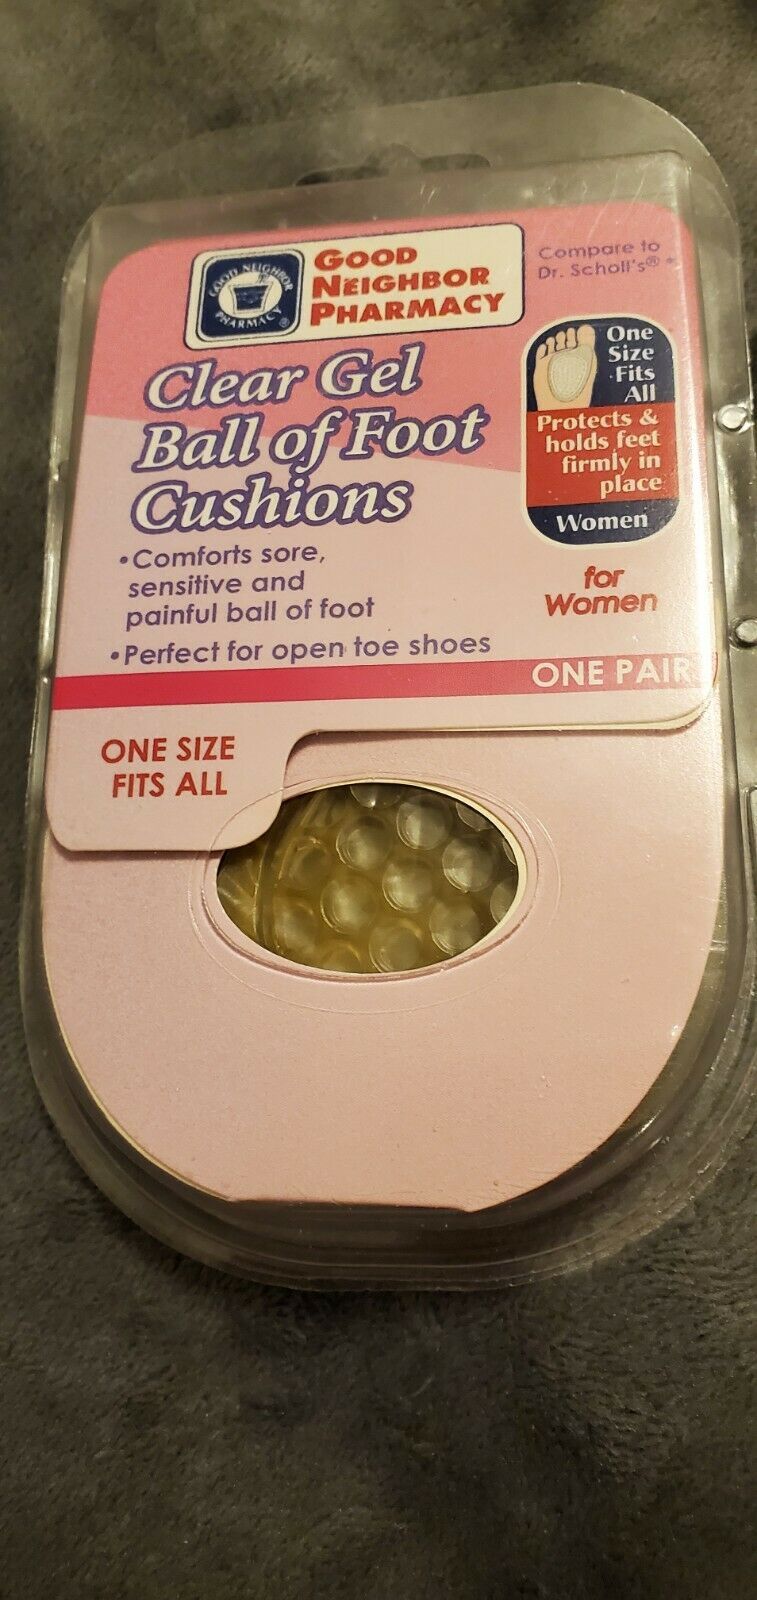 GOOD NEIGHBOR
PHARMACY®
GOOD
NEIGHBOR
PHARMACY
Compare to
Dr. Scholl's® *
Clear Gel
Ball of Foot
Cushions
One
Size
Fits
All
Protects &
holds feet
firmly in
place
Women
•Comforts sore,
sensitive and
painful ball of foot
•Perfect for open toe shoes
for
Women
ONE PAIR
ONE SIZE
FITS ALL